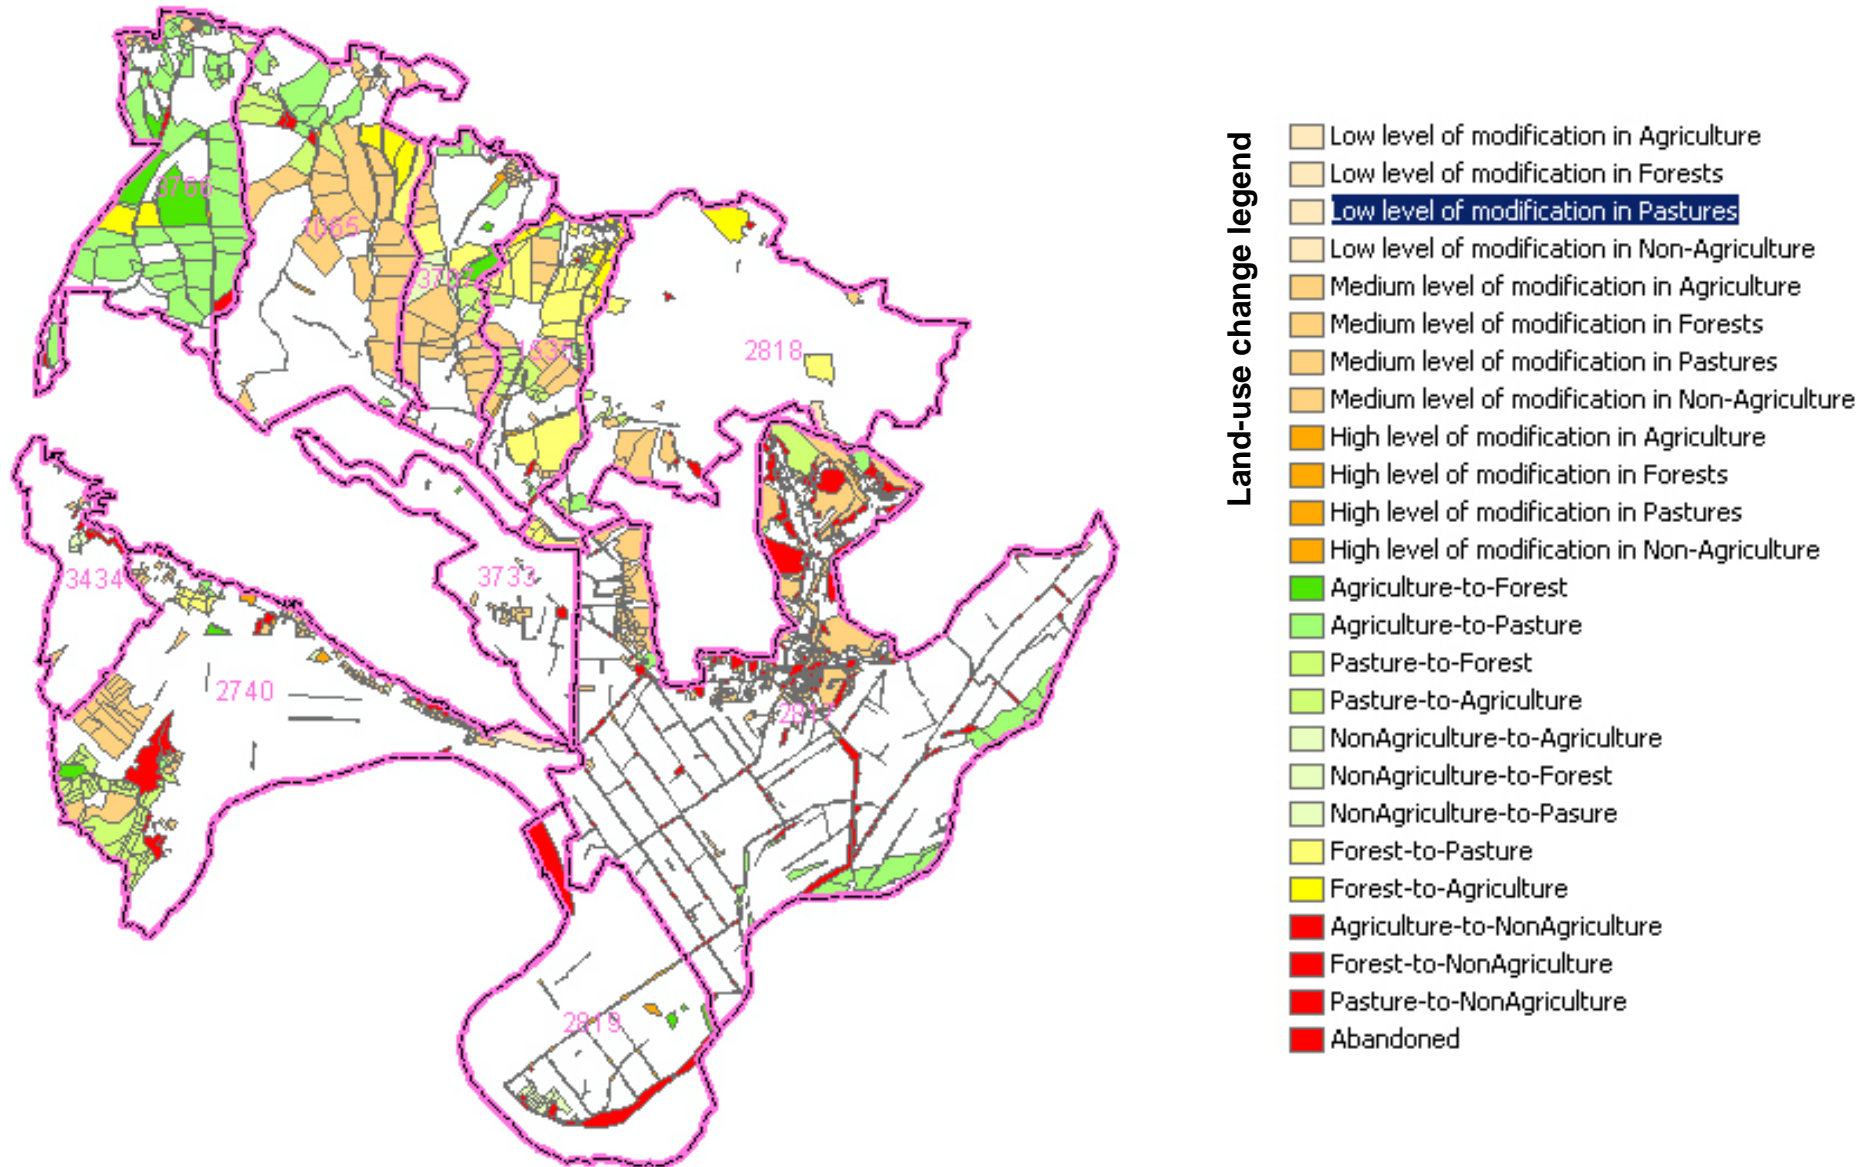 3766
1065
3707
1535
2818
3434
3733
2740
2817
2819
Land-use change legend
Low level of modification in Agriculture
Low level of modification in Forests
Low level of modification in Pastures
Low level of modification in Non-Agriculture
Medium level of modification in Agriculture
Medium level of modification in Forests
Medium level of modification in Pastures
Medium level of modification in Non-Agriculture
High level of modification in Agriculture
High level of modification in Forests
High level of modification in Pastures
High level of modification in Non-Agriculture
Agriculture-to-Forest
Agriculture-to-Pasture
Pasture-to-Forest
Pasture-to-Agriculture
NonAgriculture-to-Agriculture
NonAgriculture-to-Forest
NonAgriculture-to-Pasure
Forest-to-Pasture
Forest-to-Agriculture
Agriculture-to-NonAgriculture
Forest-to-NonAgriculture
Pasture-to-NonAgriculture
Abandoned